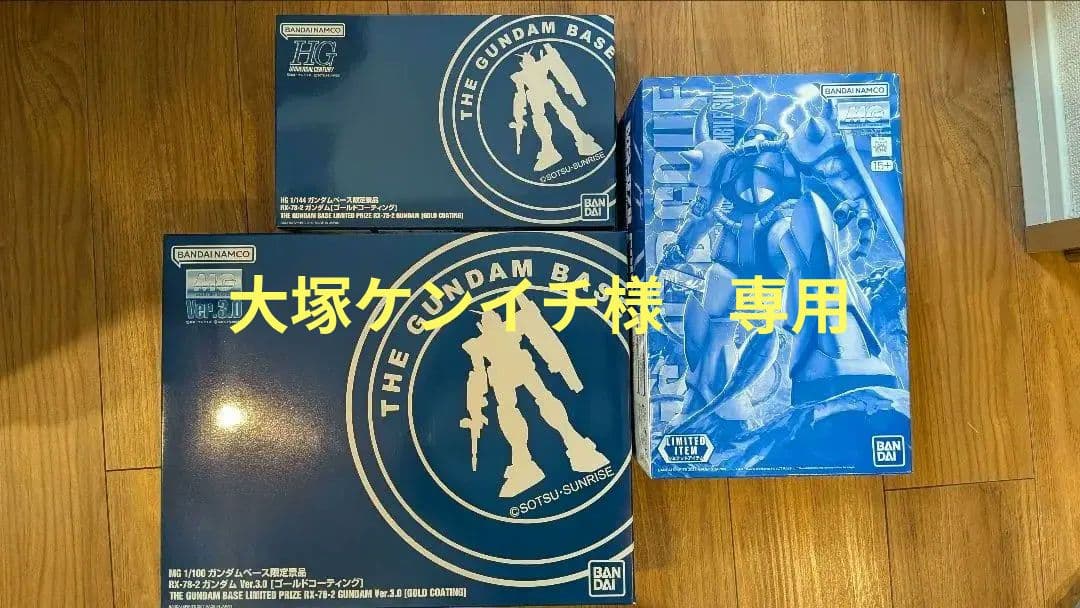 BANDAI NAMCO
HG
UNIVERSAL CENTURY
THE GUNDAM BASE
©SOTSU・SUNRISE
HG 1/144 ガンダムベース限定景品
RX-78-2 ガンダム[ゴールドコーティング]
THE GUNDAM BASE LIMITED PRIZE RX-78-2 GUNDAM [GOLD COATING]
BANDAI
BANDAI NAMCO
MG
15+
LIMITED
ITEM
BANDAI
大塚ケンイチ様　専用
BANDAI NAMCO
MG
Ver.3.0
THE GUNDAM BASE
©SOTSU・SUNRISE
MG 1/100 ガンダムベース限定景品
RX-78-2 ガンダム Ver.3.0 [ゴールドコーティング]
THE GUNDAM BASE LIMITED PRIZE RX-78-2 GUNDAM Ver.3.0 [GOLD COATING]
BANDAI